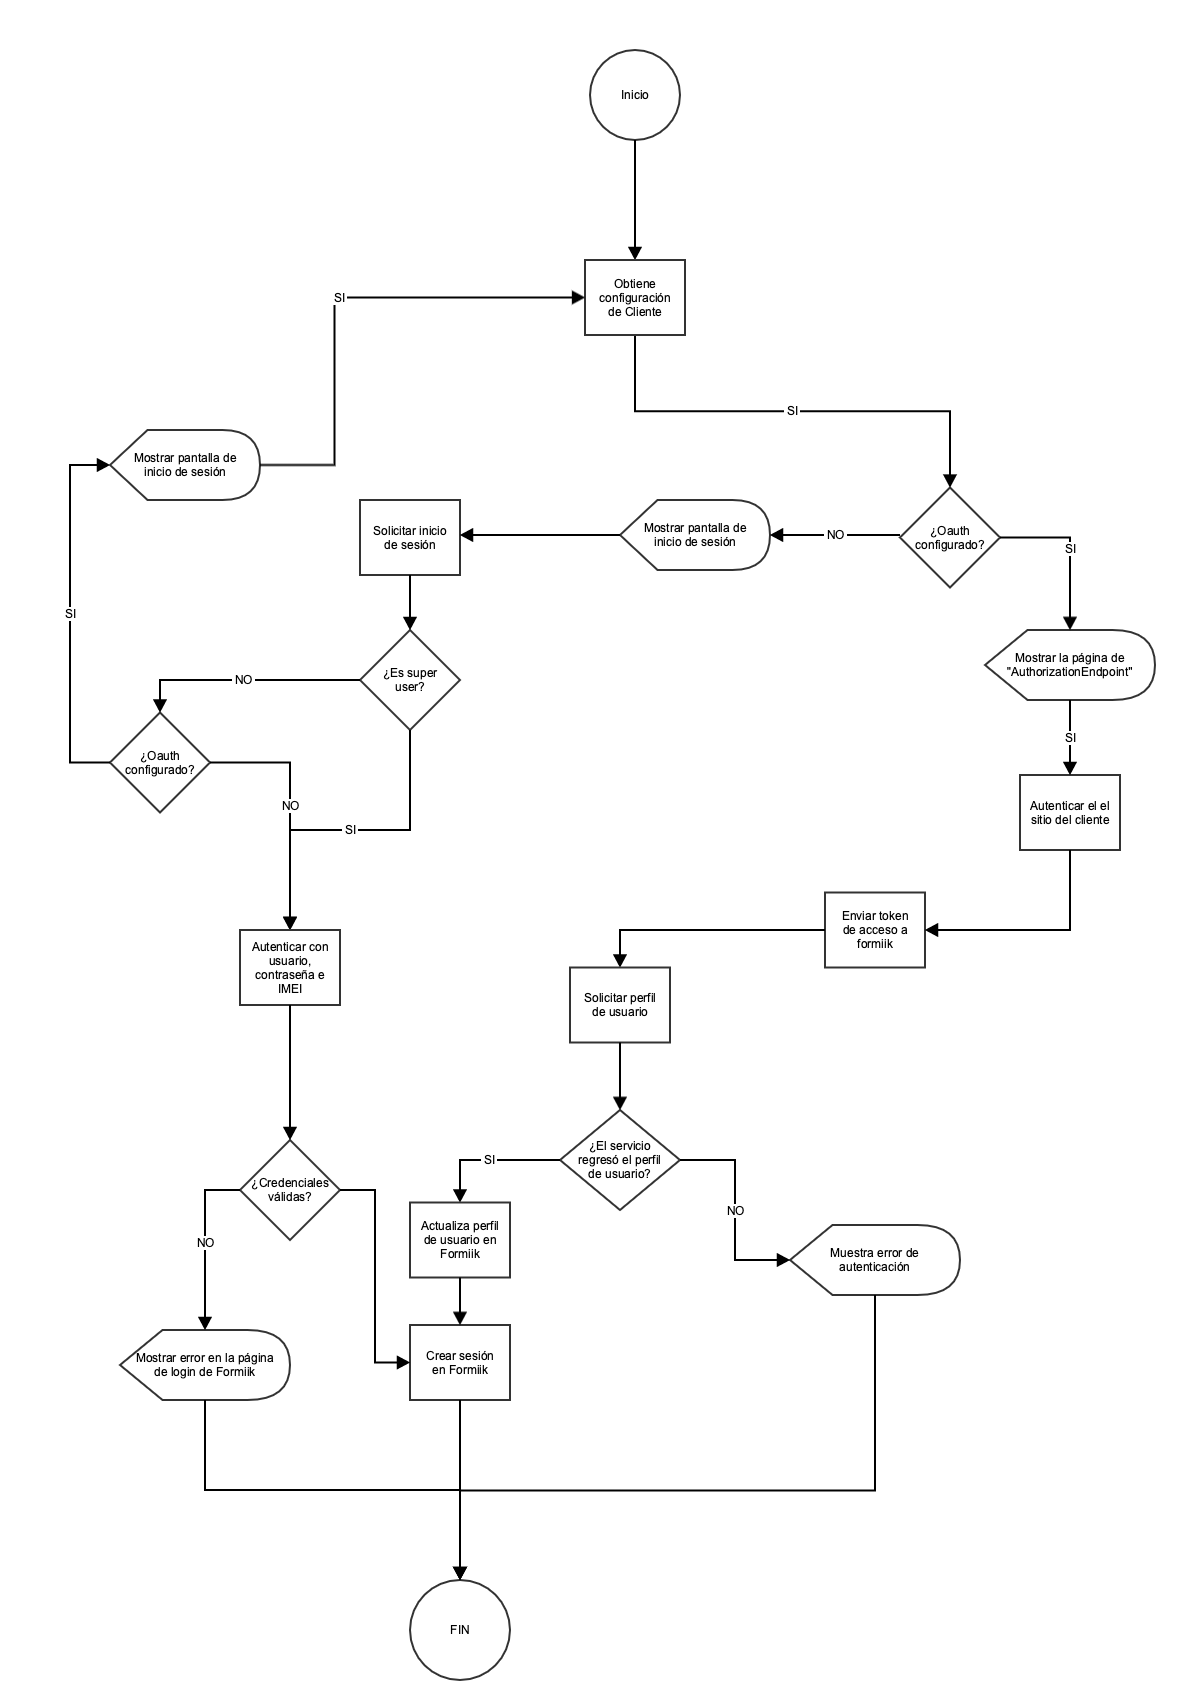 Inicio
Obtiene
configuración
de Cliente
SI
SI
Mostrar pantalla de
inicio de sesión
Solicitar inicio
de sesión
Mostrar pantalla de
inicio de sesión
NO
¿Oauth
configurado?
SI
SI
Mostrar la página de
"AuthorizationEndpoint"
¿Es super
user?
NO
SI
¿Oauth
configurado?
NO
SI
Autenticar el el
sitio del cliente
Enviar token
de acceso a
formiik
Autenticar con
usuario,
contraseña e
IMEI
Solicitar perfil
de usuario
¿El servicio
regresó el perfil
de usuario?
SI
¿Credenciales
válidas?
NO
NO
Actualiza perfil
de usuario en
Formiik
Muestra error de
autenticación
Mostrar error en la página
de login de Formiik
Crear sesión
en Formiik
FIN